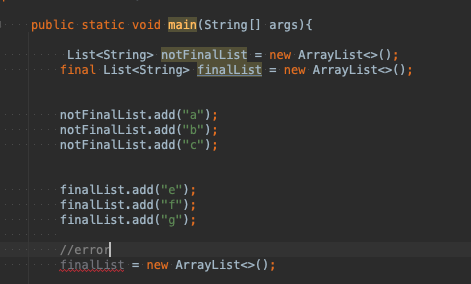 public static void main(String[] args){
List<String> notFinalList = new ArrayList<>();
final List<String> finalList = new ArrayList<>();
notFinalList.add("a");
notFinalList.add("b");
notFinalList.add("c");
finalList.add("e");
finalList.add("f");
finalList.add("g");
//error
finalList = new ArrayList<>();